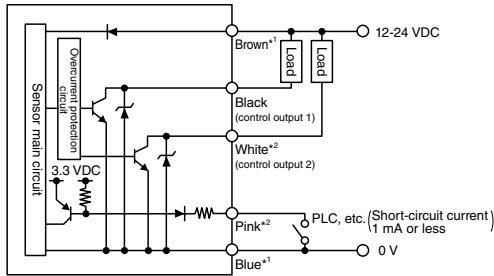 Brown*1
12-24 VDC
Load
Load
Sensor main circuit
Overcurrent protection
circuit
Black
(control output 1)
White*2
(control output 2)
3.3 VDC
Pink*2
PLC, etc.
(Short-circuit current
1 mA or less)
Blue*1
0 V